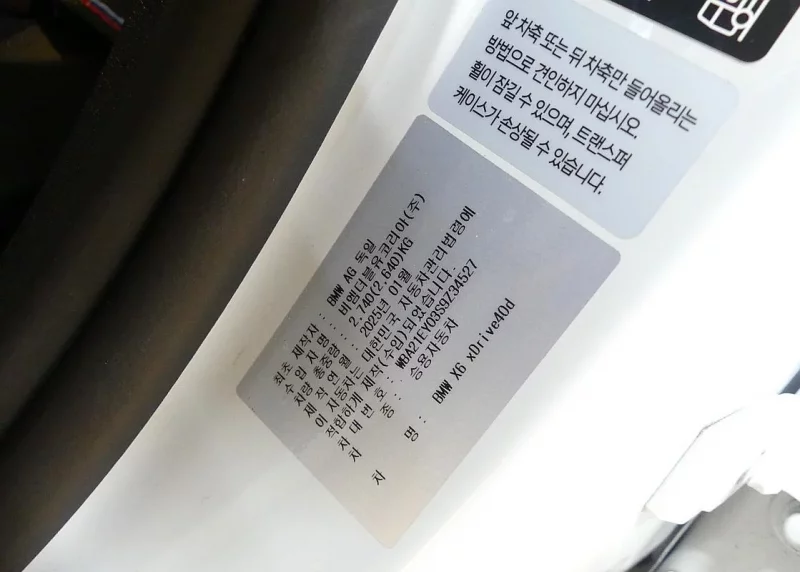 앞 차축 또는 뒤 차축만 들어올리는
방법으로 견인하지 마십시오.
휠이 잠길 수 있으며, 트랜스퍼
케이스가 손상될 수 있습니다.
최초 제작자 : BMW AG 독일
수 입 자 명 : 비엠더블유코리아(주)
차량 총중량 : 2.740(2.640)KG
제 작 연 월 : 2025년 01월
이 자동차는 대한민국 자동차관리법령에
적합하게 제작(수입)되었습니다.
차 대 번 호 : WBA21EY03S9Z34527
차 종 : 승용자동차
차 명 : BMW X6 xDrive40d